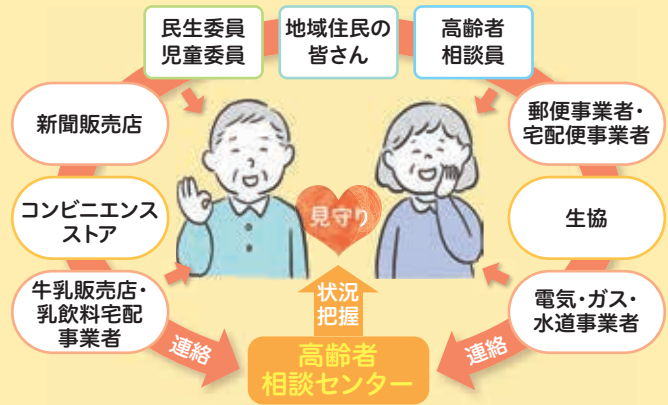 民生委員
児童委員
地域住民の
皆さん
高齢者
相談員
新聞販売店
郵便事業者・
宅配便事業者
コンビニエンス
ストア
見守り
生協
牛乳販売店・
乳飲料宅配
事業者
状況
把握
電気・ガス・
水道事業者
連絡
高齢者
相談センター
連絡